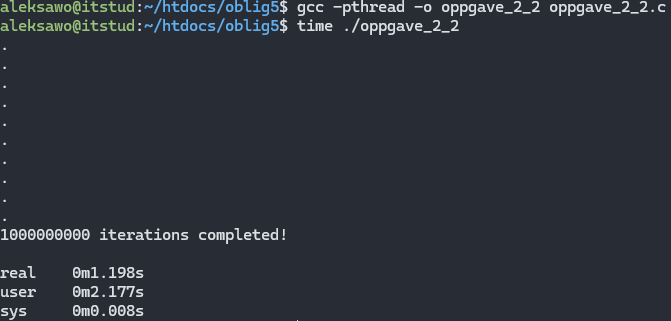 aleksawo@itstud:~/htdocs/oblig5$ gcc -pthread -o oppgave_2_2 oppgave_2_2.c
aleksawo@itstud:~/htdocs/oblig5$ time ./oppgave_2_2
.
.
.
.
.
.
.
.
.
.
1000000000 iterations completed!
real    0m1.198s
user    0m2.177s
sys     0m0.008s